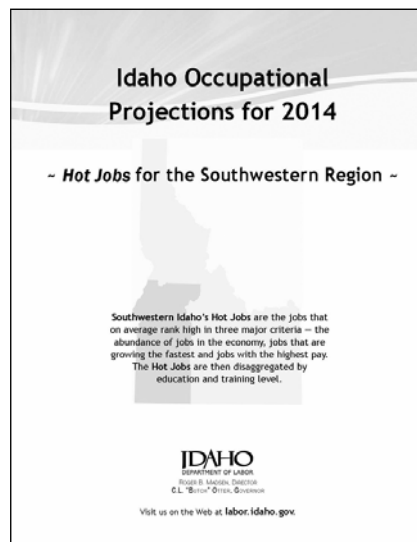 Idaho Occupational
Projections for 2014
~ Hot Jobs for the Southwestern Region ~
Southwestern Idaho's Hot Jobs are the jobs that
on average rank high in three major criteria — the
abundance of jobs in the economy, jobs that are
growing the fastest and jobs with the highest pay.
The Hot Jobs are then disaggregated by
education and training level.
IDAHO
DEPARTMENT OF LABOR
ROGER B. MADSEN, DIRECTOR
C.L. "BUTCH" OTTER, GOVERNOR
Visit us on the Web at labor.idaho.gov.